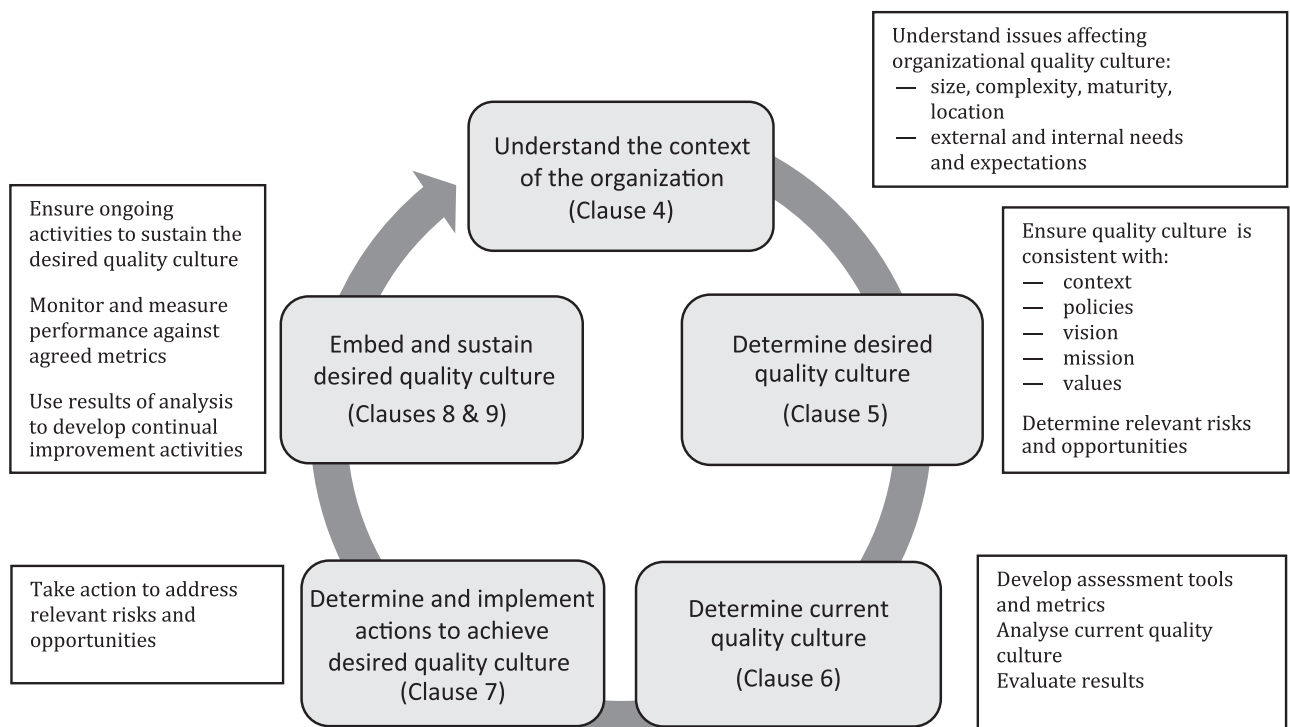 Understand the context
of the organization
(Clause 4)
Understand issues affecting
organizational quality culture:
— size, complexity, maturity,
location
— external and internal needs
and expectations
Determine desired
quality culture
(Clause 5)
Ensure quality culture is
consistent with:
— context
— policies
— vision
— mission
— values
Determine relevant risks
and opportunities
Determine current
quality culture
(Clause 6)
Develop assessment tools
and metrics
Analyse current quality
culture
Evaluate results
Determine and implement
actions to achieve
desired quality culture
(Clause 7)
Take action to address
relevant risks and
opportunities
Embed and sustain
desired quality culture
(Clauses 8 & 9)
Ensure ongoing
activities to sustain the
desired quality culture
Monitor and measure
performance against
agreed metrics
Use results of analysis
to develop continual
improvement activities